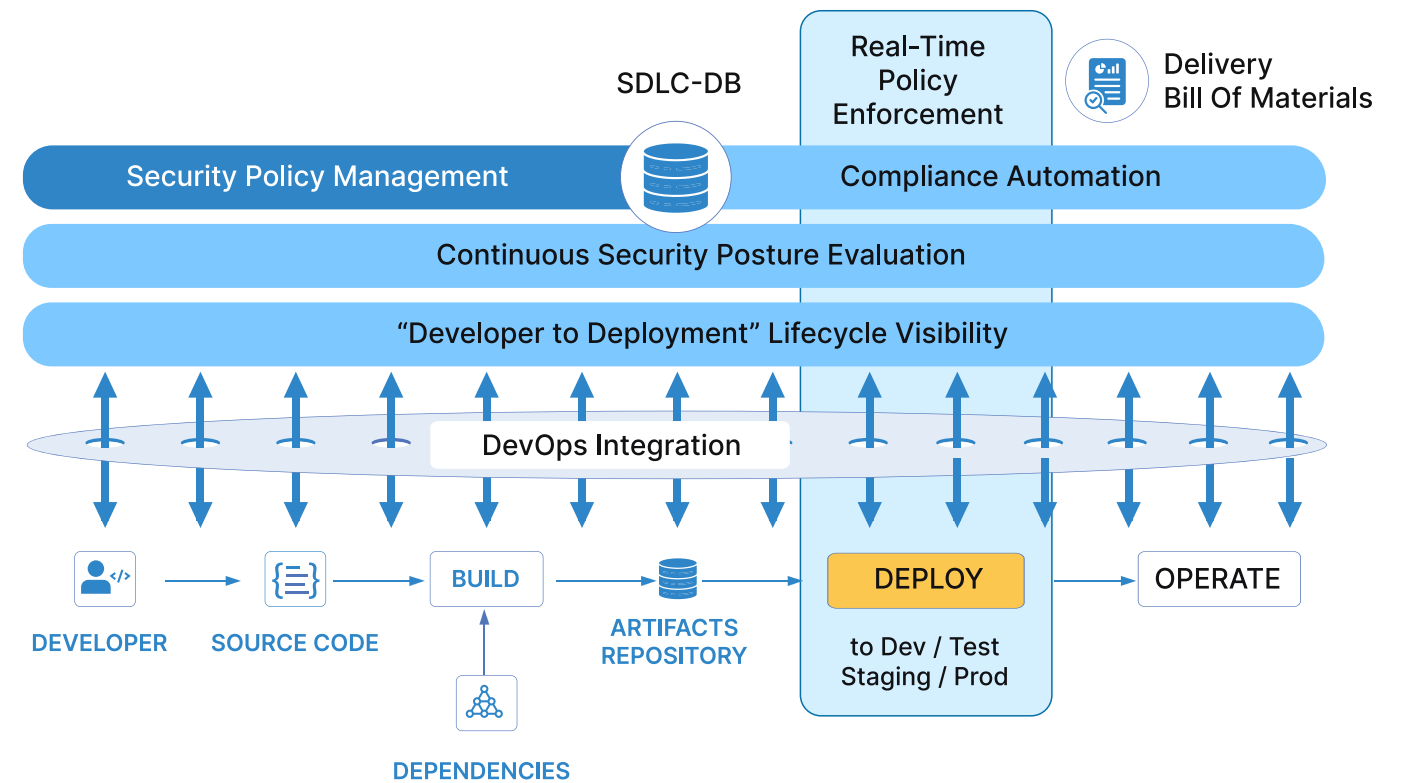 SDLC-DB
Real-Time
Policy
Enforcement
Delivery
Bill Of Materials
Security Policy Management
Compliance Automation
Continuous Security Posture Evaluation
“Developer to Deployment” Lifecycle Visibility
DevOps Integration
</>
{ }
BUILD
DEPLOY
OPERATE
DEVELOPER
SOURCE CODE
ARTIFACTS
REPOSITORY
to Dev / Test
Staging / Prod
DEPENDENCIES